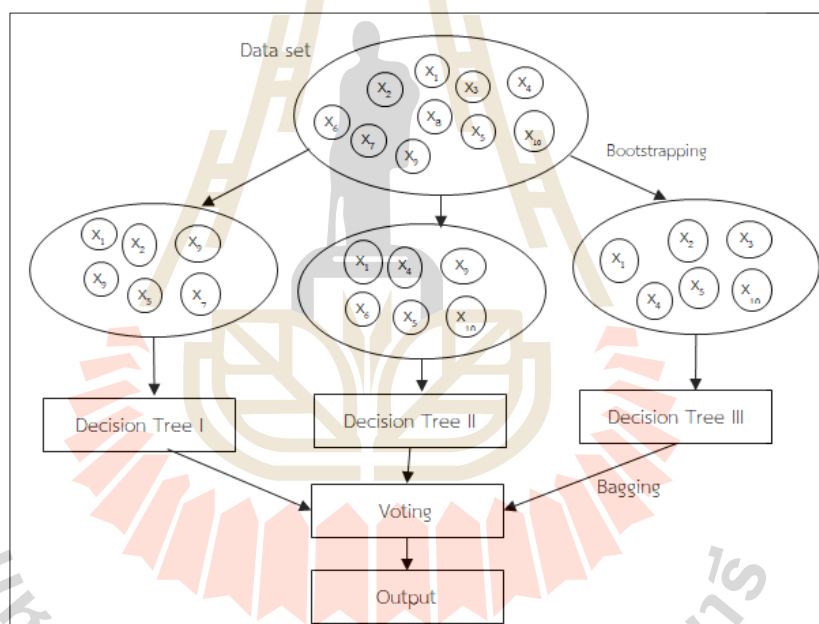 Data set
X₁
X₂ X₃ X₄
X₆ X₇ X₈ X₅ X₁₀
X₉
Bootstrapping
X₁ X₂ X₉
X₉ X₅ X₇
X₁ X₄ X₉
X₆ X₅ X₁₀
X₁ X₂ X₃
X₄ X₅ X₁₀
Decision Tree I
Decision Tree II
Decision Tree III
Bagging
Voting
Output